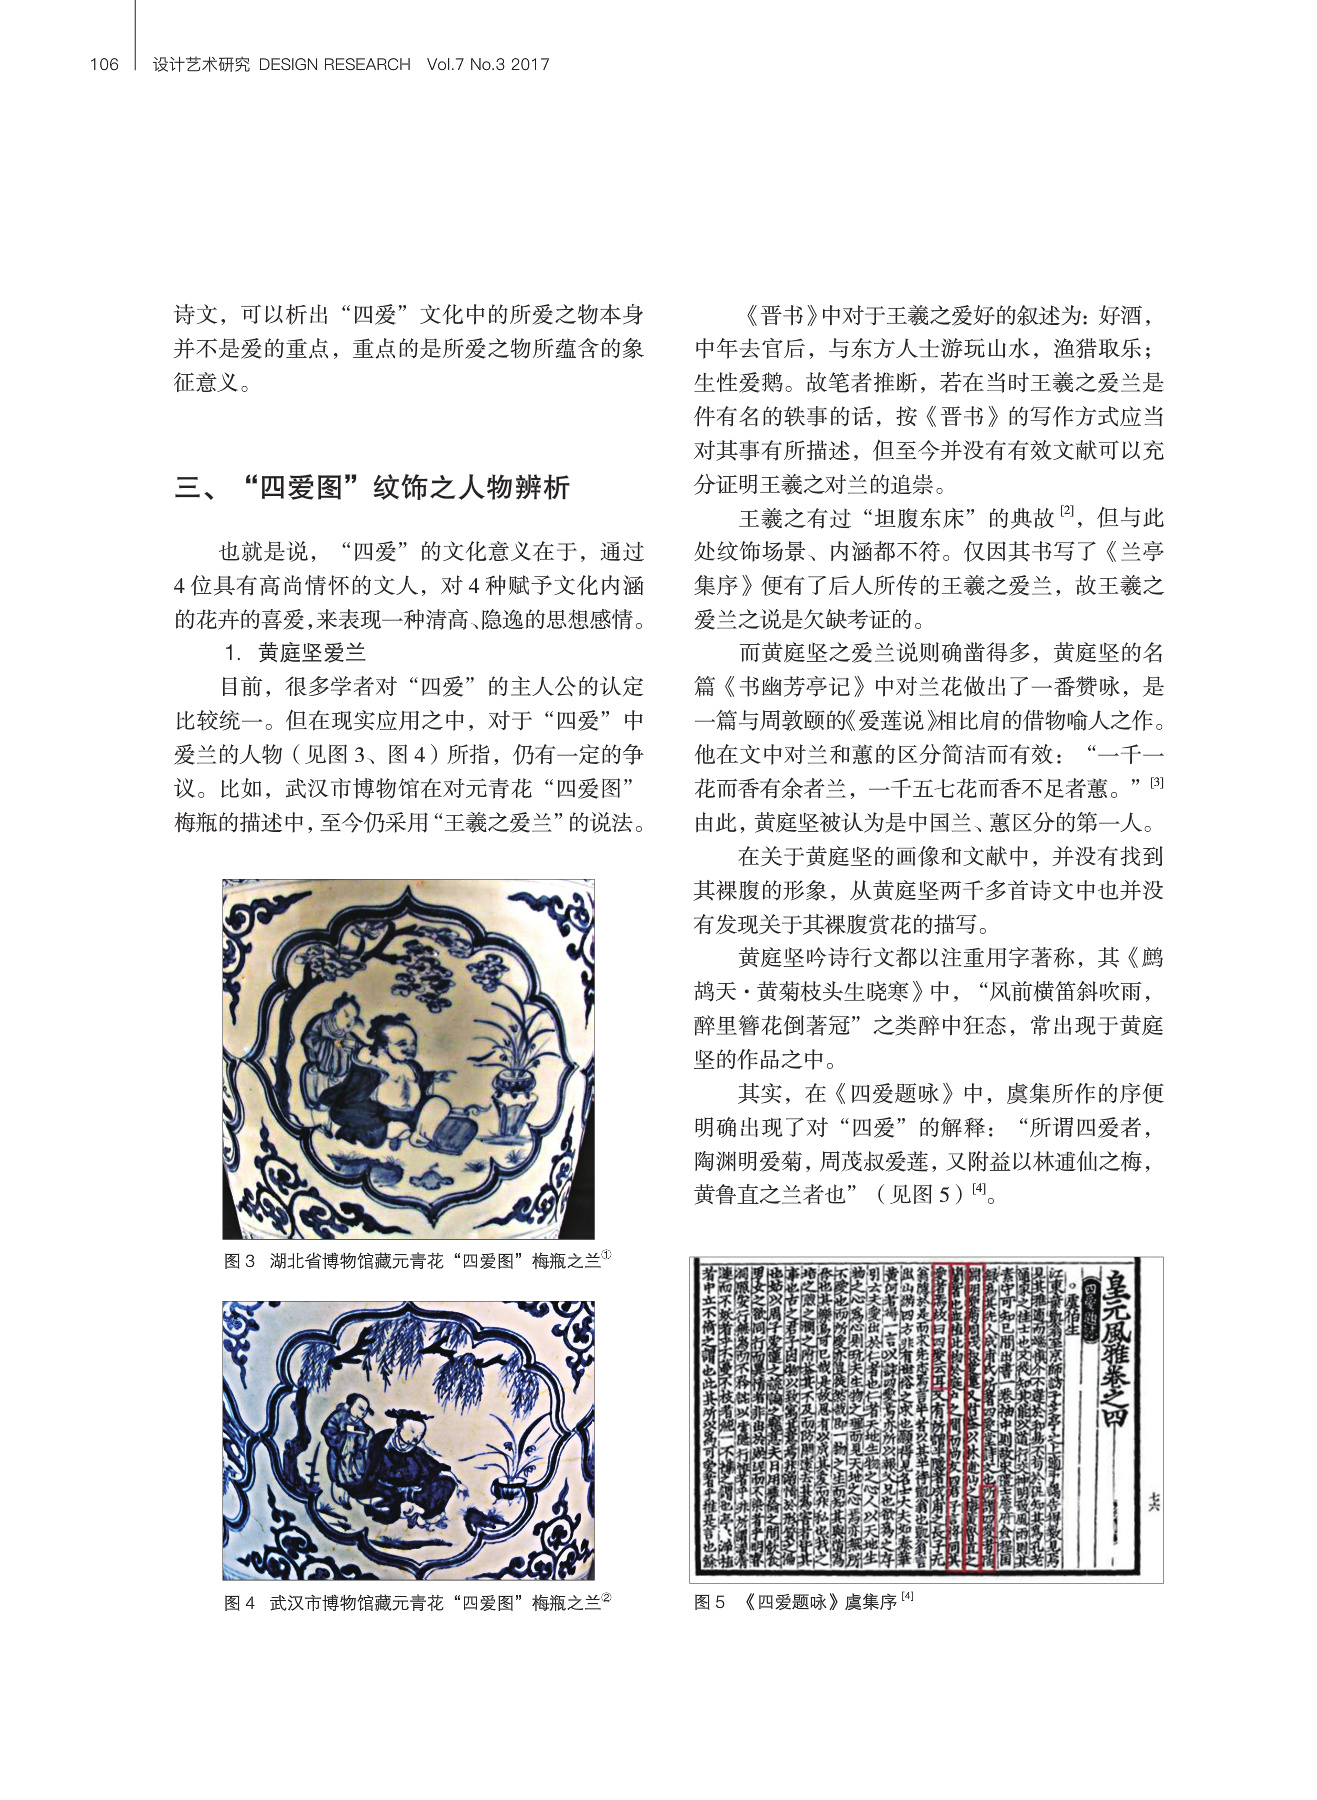 106
设计艺术研究 DESIGN RESEARCH Vol.7 No.3 2017
诗文，可以析出“四爱”文化中的所爱之物本身
并不是爱的重点，重点的是所爱之物所蕴含的象
征意义。
三、“四爱图”纹饰之人物辨析
也就是说，“四爱”的文化意义在于，通过
4 位具有高尚情怀的文人，对 4 种赋予文化内涵
的花卉的喜爱，来表现一种清高、隐逸的思想感情。
1. 黄庭坚爱兰
目前，很多学者对“四爱”的主人公的认定
比较统一。但在现实应用之中，对于“四爱”中
爱兰的人物（见图 3、图 4）所指，仍有一定的争
议。比如，武汉市博物馆在对元青花“四爱图”
梅瓶的描述中，至今仍采用“王羲之爱兰”的说法。
图 3 湖北省博物馆藏元青花“四爱图”梅瓶之兰①
图 4 武汉市博物馆藏元青花“四爱图”梅瓶之兰②
《晋书》中对于王羲之爱好的叙述为：好酒，
中年去官后，与东方人士游玩山水，渔猎取乐；
生性爱鹅。故笔者推断，若在当时王羲之爱兰是
件有名的轶事的话，按《晋书》的写作方式应当
对其事有所描述，但至今并没有有效文献可以充
分证明王羲之对兰的追崇。
王羲之有过“坦腹东床”的典故 [2]，但与此
处纹饰场景、内涵都不符。仅因其书写了《兰亭
集序》便有了后人所传的王羲之爱兰，故王羲之
爱兰之说是欠缺考证的。
而黄庭坚之爱兰说则确凿得多，黄庭坚的名
篇《书幽芳亭记》中对兰花做出了一番赞咏，是
一篇与周敦颐的《爱莲说》相比肩的借物喻人之作。
他在文中对兰和蕙的区分简洁而有效：“一千一
花而香有余者兰，一千五七花而香不足者蕙。”[3]
由此，黄庭坚被认为是中国兰、蕙区分的第一人。
在关于黄庭坚的画像和文献中，并没有找到
其裸腹的形象，从黄庭坚两千多首诗文中也并没
有发现关于其裸腹赏花的描写。
黄庭坚吟诗行文都以注重用字著称，其《鹧
鸪天·黄菊枝头生晓寒》中，“风前横笛斜吹雨，
醉里簪花倒著冠”之类醉中狂态，常出现于黄庭
坚的作品之中。
其实，在《四爱题咏》中，虞集所作的序便
明确出现了对“四爱”的解释：“所谓四爱者，
陶渊明爱菊，周茂叔爱莲，又附益以林逋仙之梅，
黄鲁直之兰者也”（见图 5）[4]。
皇元風雅卷之四
虞伯生
七六
图 5 《四爱题咏》虞集序 [4]